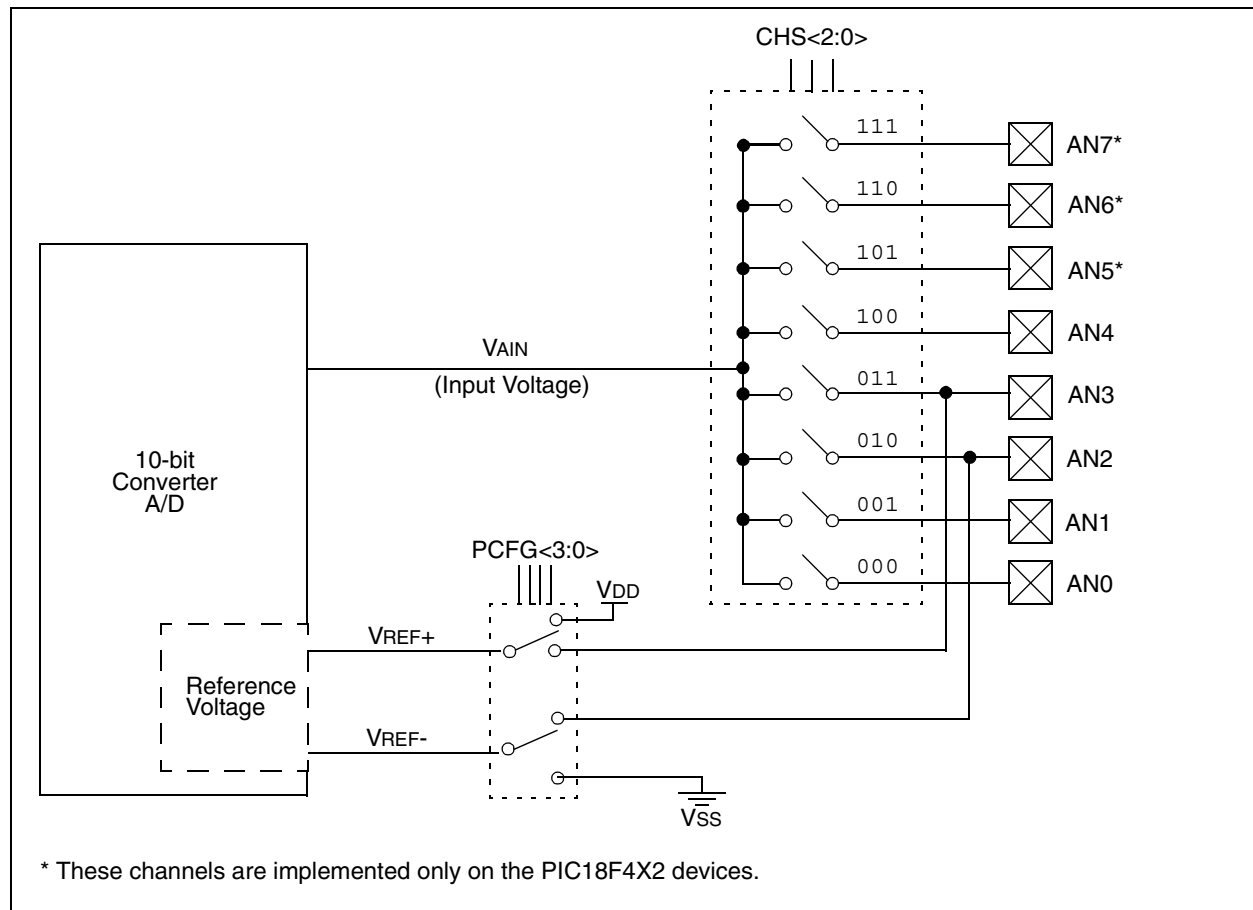 CHS<2:0>
111
AN7*
110
AN6*
101
AN5*
100
AN4
VAIN
(Input Voltage)
011
AN3
010
AN2
10-bit
Converter
A/D
001
AN1
PCFG<3:0>
000
AN0
VDD
VREF+
Reference
Voltage
VREF-
VSS
* These channels are implemented only on the PIC18F4X2 devices.